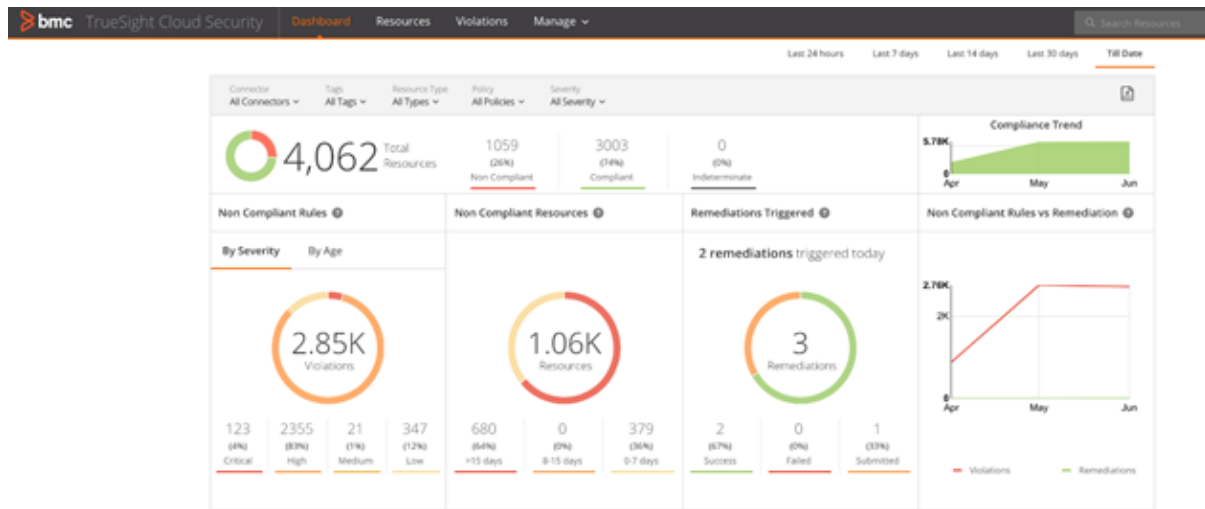 bmc TrueSight Cloud Security Dashboard Resources Violations Manage Search Resources
Last 24 hours Last 7 days Last 14 days Last 30 days Till Date
Connector Tags Resource Type Policy Severity
All Connectors All Tags All Types All Policies All Severity
4,062 Total Resources
1059 3003 0
(26%) (74%) (0%)
Non Compliant Compliant Indeterminate
Compliance Trend
5.78K
0
Apr May Jun
Non Compliant Rules Non Compliant Resources Remediations Triggered Non Compliant Rules vs Remediation
By Severity By Age
2.85K
Violations
123 2355 21 347
(4%) (83%) (1%) (12%)
Critical High Medium Low
1.06K
Resources
680 0 379
(64%) (0%) (36%)
>15 days 8-15 days 0-7 days
2 remediations triggered today
3
Remediations
2 0 1
(67%) (0%) (33%)
Success Failed Submitted
2.76K
2K
0
Apr May Jun
Violations Remediations